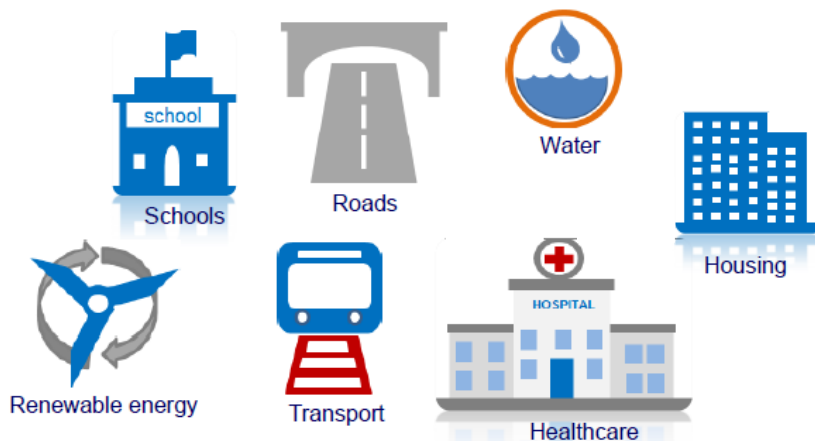 school
Schools
Roads
Water
Housing
Renewable energy
Transport
HOSPITAL
Healthcare